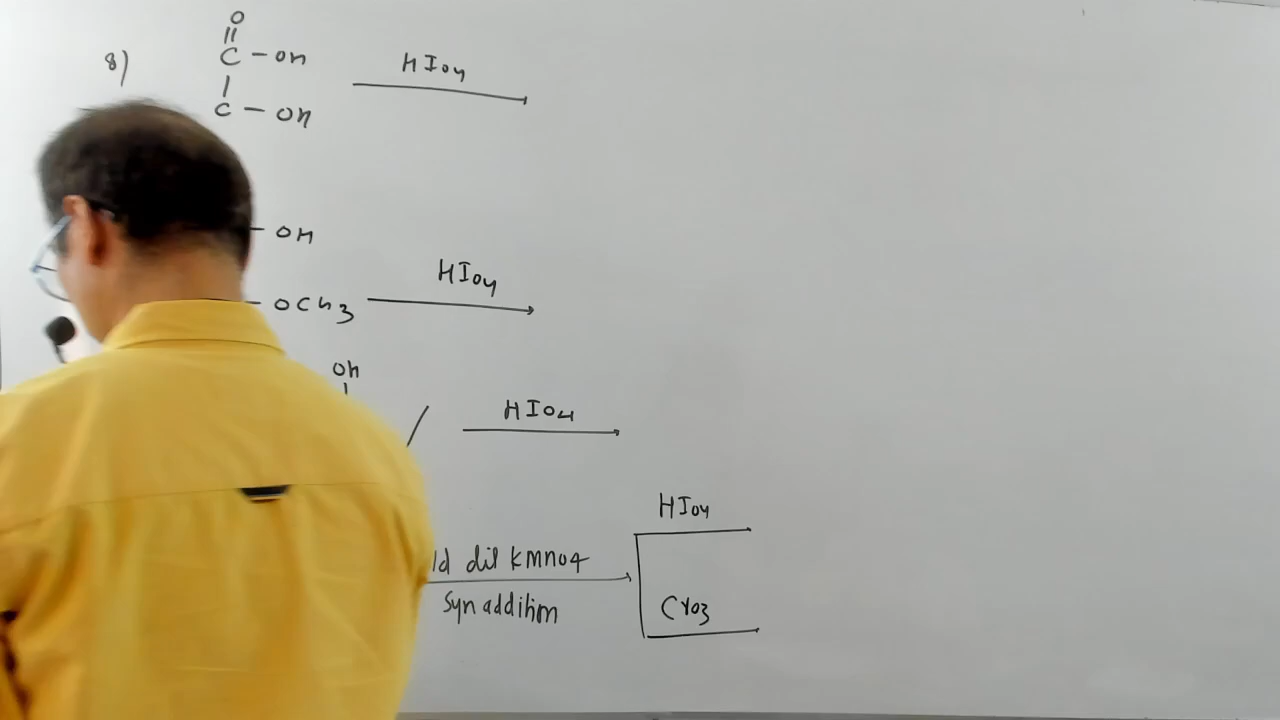 O
8) C - OH HIO4
C - OH
- OH
HIO4
- OCH3
OH
HIO4
HIO4
ld dil KMnO4
Syn addition
CrO3